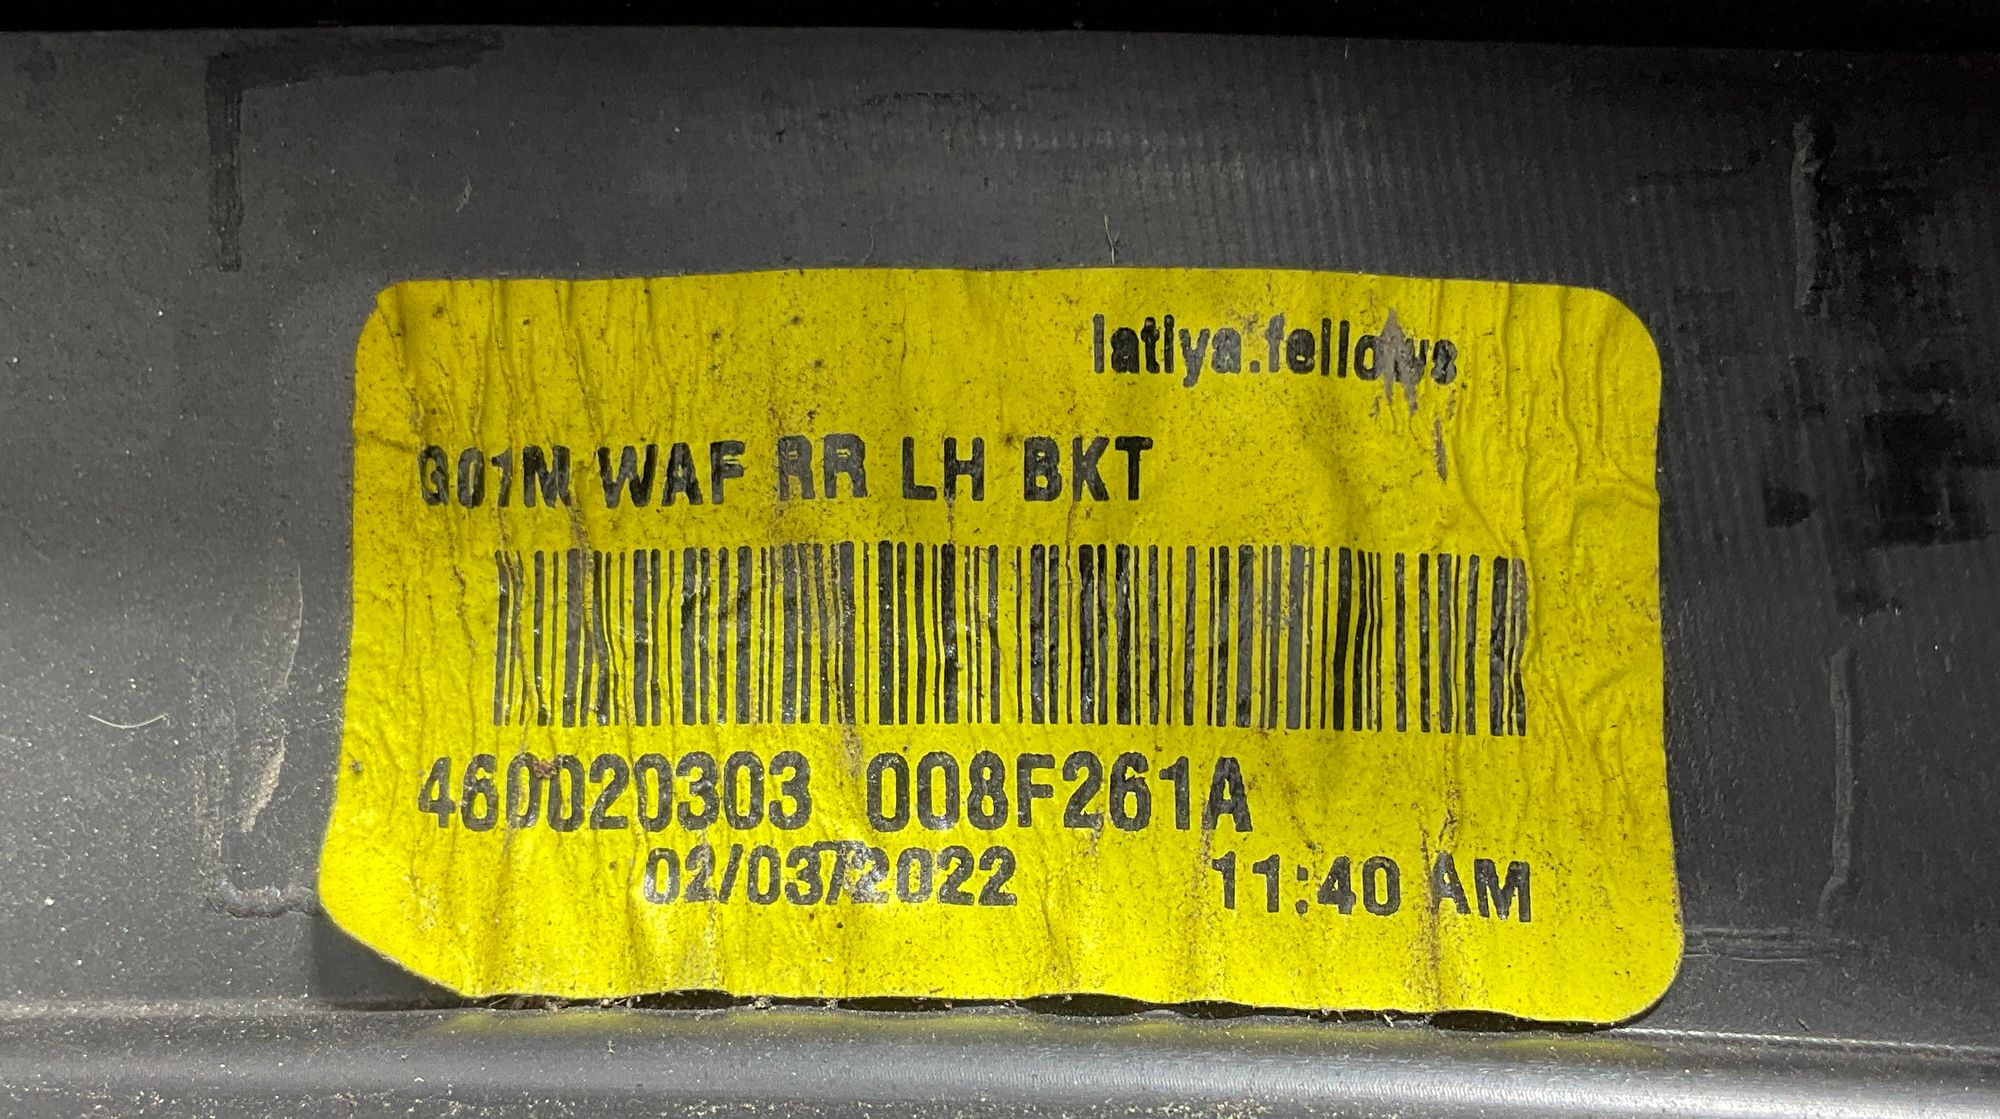 latiya.fellows
G01N WAF RR LH BKT
460020303 008F261A
02/03/2022 11:40 AM